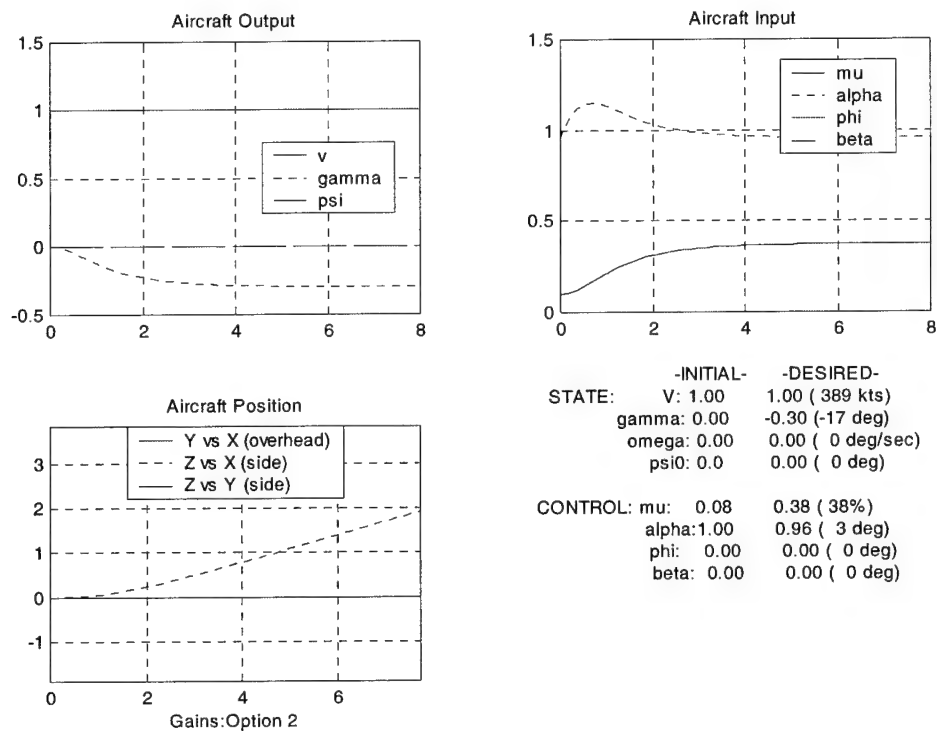 Aircraft Output
1.5
1
0.5
0
-0.5
0 2 4 6 8
v
gamma
psi
Aircraft Input
1.5
1
0.5
0
0 2 4 6 8
mu
alpha
phi
beta
Aircraft Position
3
2
1
0
-1
0 2 4 6
Y vs X (overhead)
Z vs X (side)
Z vs Y (side)
Gains:Option 2
-INITIAL- -DESIRED-
STATE: V: 1.00 1.00 ( 389 kts)
gamma: 0.00 -0.30 (-17 deg)
omega: 0.00 0.00 ( 0 deg/sec)
psi0: 0.0 0.00 ( 0 deg)
CONTROL: mu: 0.08 0.38 ( 38%)
alpha:1.00 0.96 ( 3 deg)
phi: 0.00 0.00 ( 0 deg)
beta: 0.00 0.00 ( 0 deg)